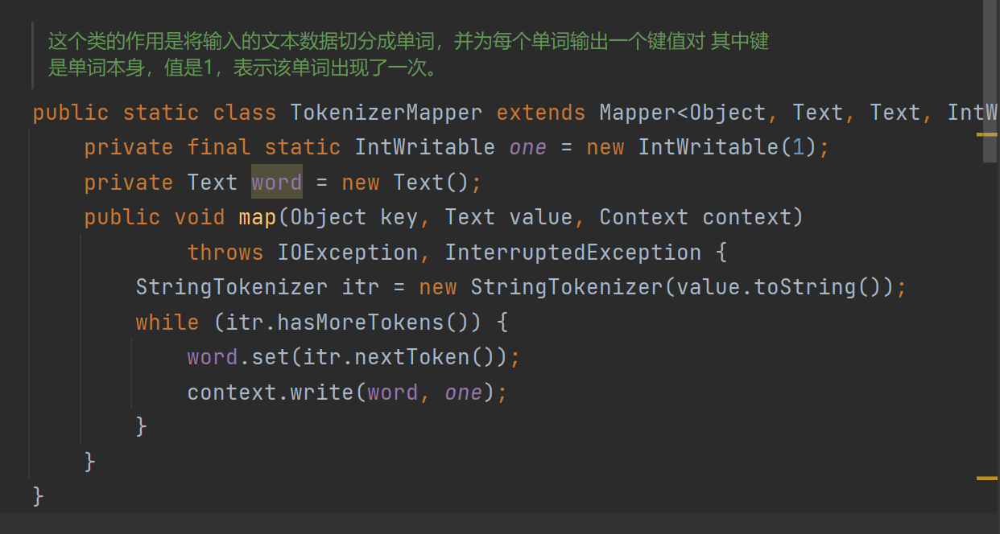 这个类的作用是将输入的文本数据切分成单词，并为每个单词输出一个键值对 其中键
是单词本身，值是1，表示该单词出现了一次。
public static class TokenizerMapper extends Mapper<Object, Text, Text, IntW
private final static IntWritable one = new IntWritable(1);
private Text word = new Text();
public void map(Object key, Text value, Context context)
throws IOException, InterruptedException {
StringTokenizer itr = new StringTokenizer(value.toString());
while (itr.hasMoreTokens()) {
word.set(itr.nextToken());
context.write(word, one);
}
}
}